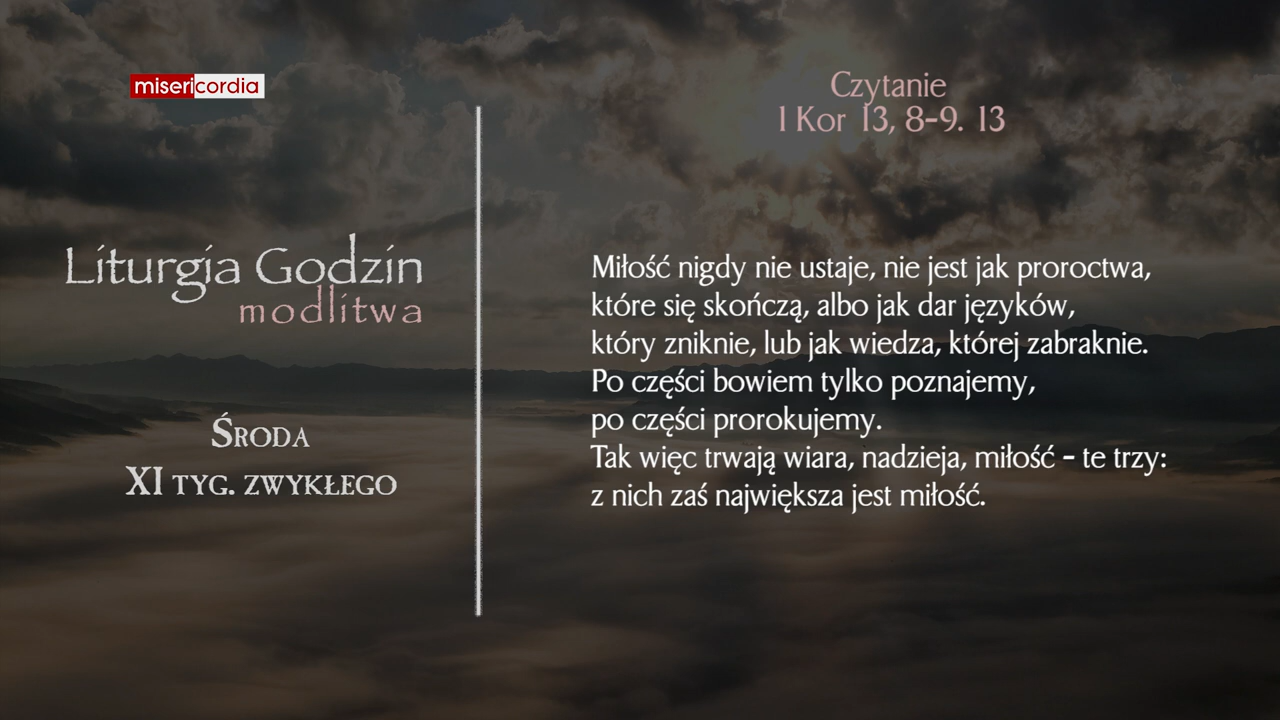 misericordia
Liturgia Godzin
modlitwa
Środa
XI tyg. zwykłego
Czytanie
1 Kor 13, 8-9. 13
Miłość nigdy nie ustaje, nie jest jak proroctwa,
które się skończą, albo jak dar języków,
który zniknie, lub jak wiedza, której zabraknie.
Po części bowiem tylko poznajemy,
po części prorokujemy.
Tak więc trwają wiara, nadzieja, miłość - te trzy:
z nich zaś największa jest miłość.